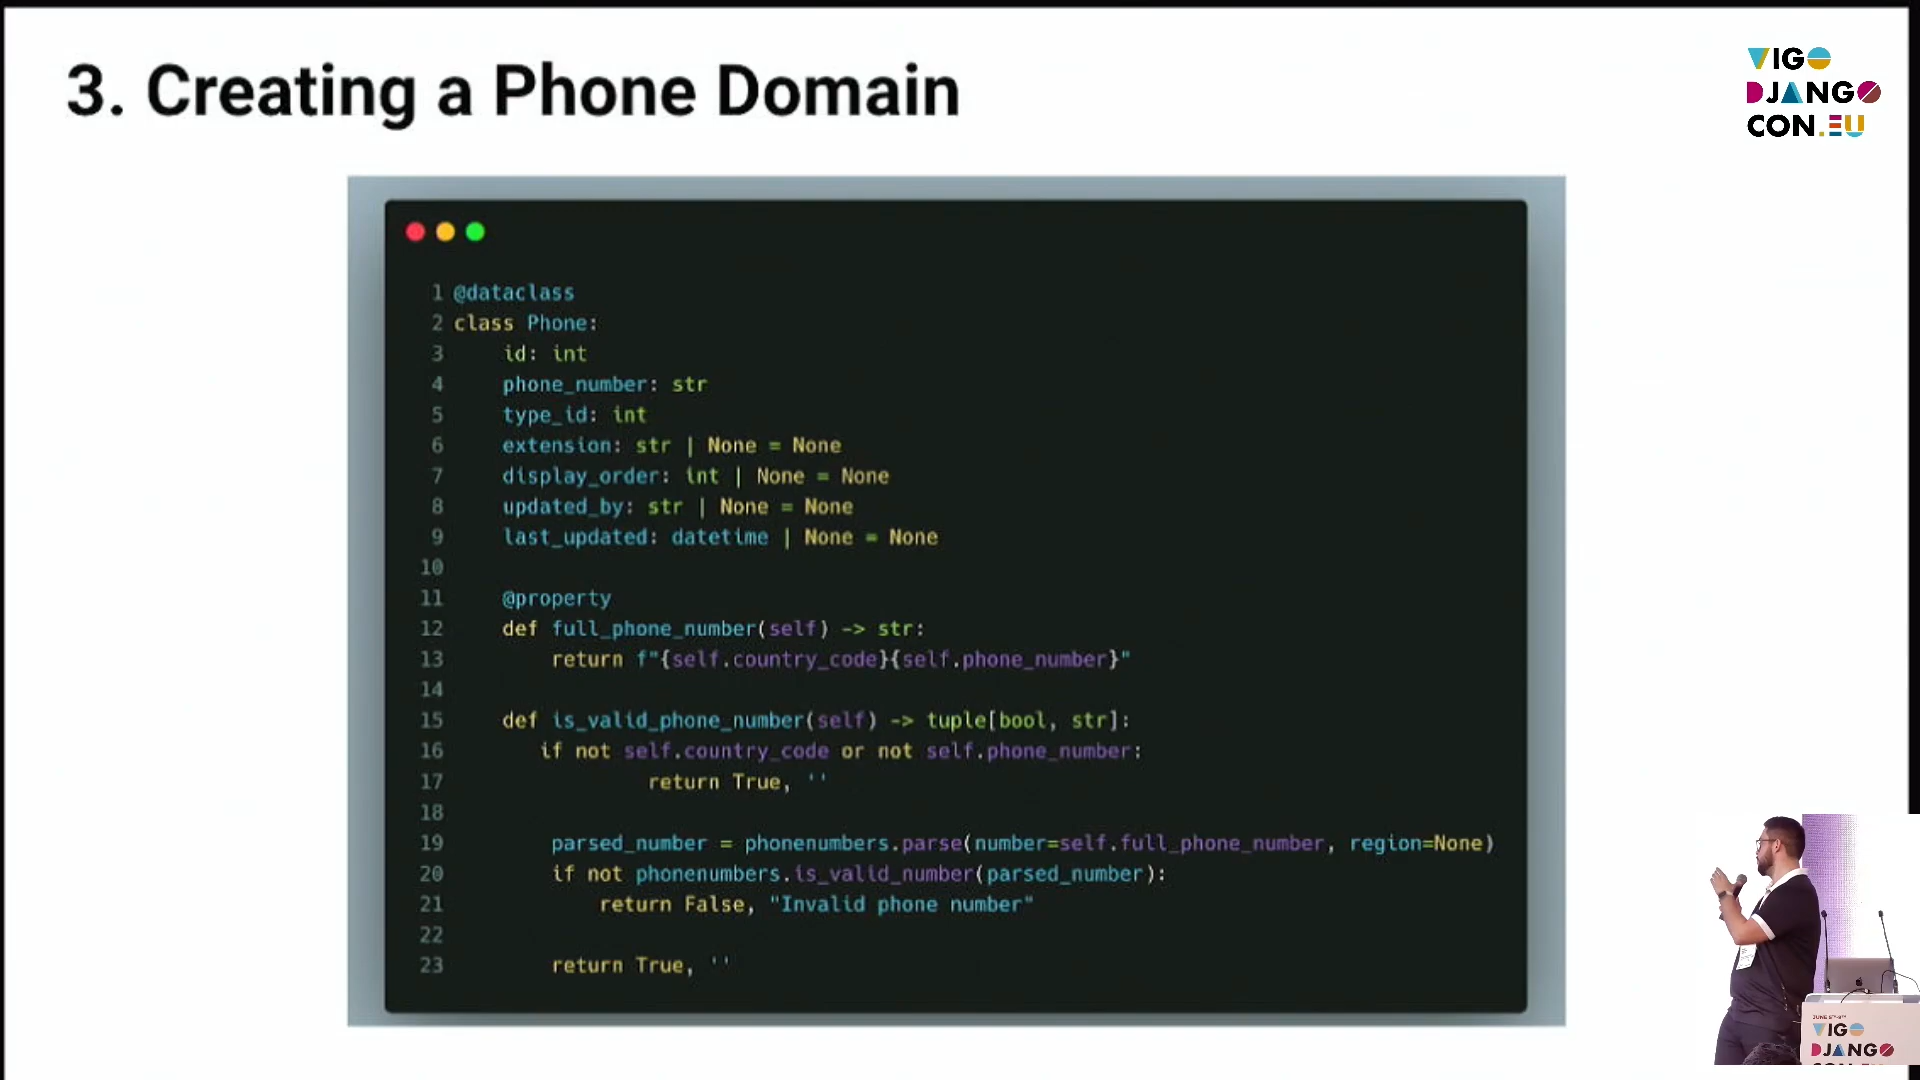 3. Creating a Phone Domain
VIGO
DJANGO
CON.EU
1 @dataclass
2 class Phone:
3     id: int
4     phone_number: str
5     type_id: int
6     extension: str | None = None
7     display_order: int | None = None
8     updated_by: str | None = None
9     last_updated: datetime | None = None
10
11     @property
12     def full_phone_number(self) -> str:
13         return f"{self.country_code}{self.phone_number}"
14
15     def is_valid_phone_number(self) -> tuple[bool, str]:
16        if not self.country_code or not self.phone_number:
17                 return True, ''
18
19         parsed_number = phonenumbers.parse(number=self.full_phone_number, region=None)
20         if not phonenumbers.is_valid_number(parsed_number):
21             return False, "Invalid phone number"
22
23         return True, ''
VIGO
DJANGO